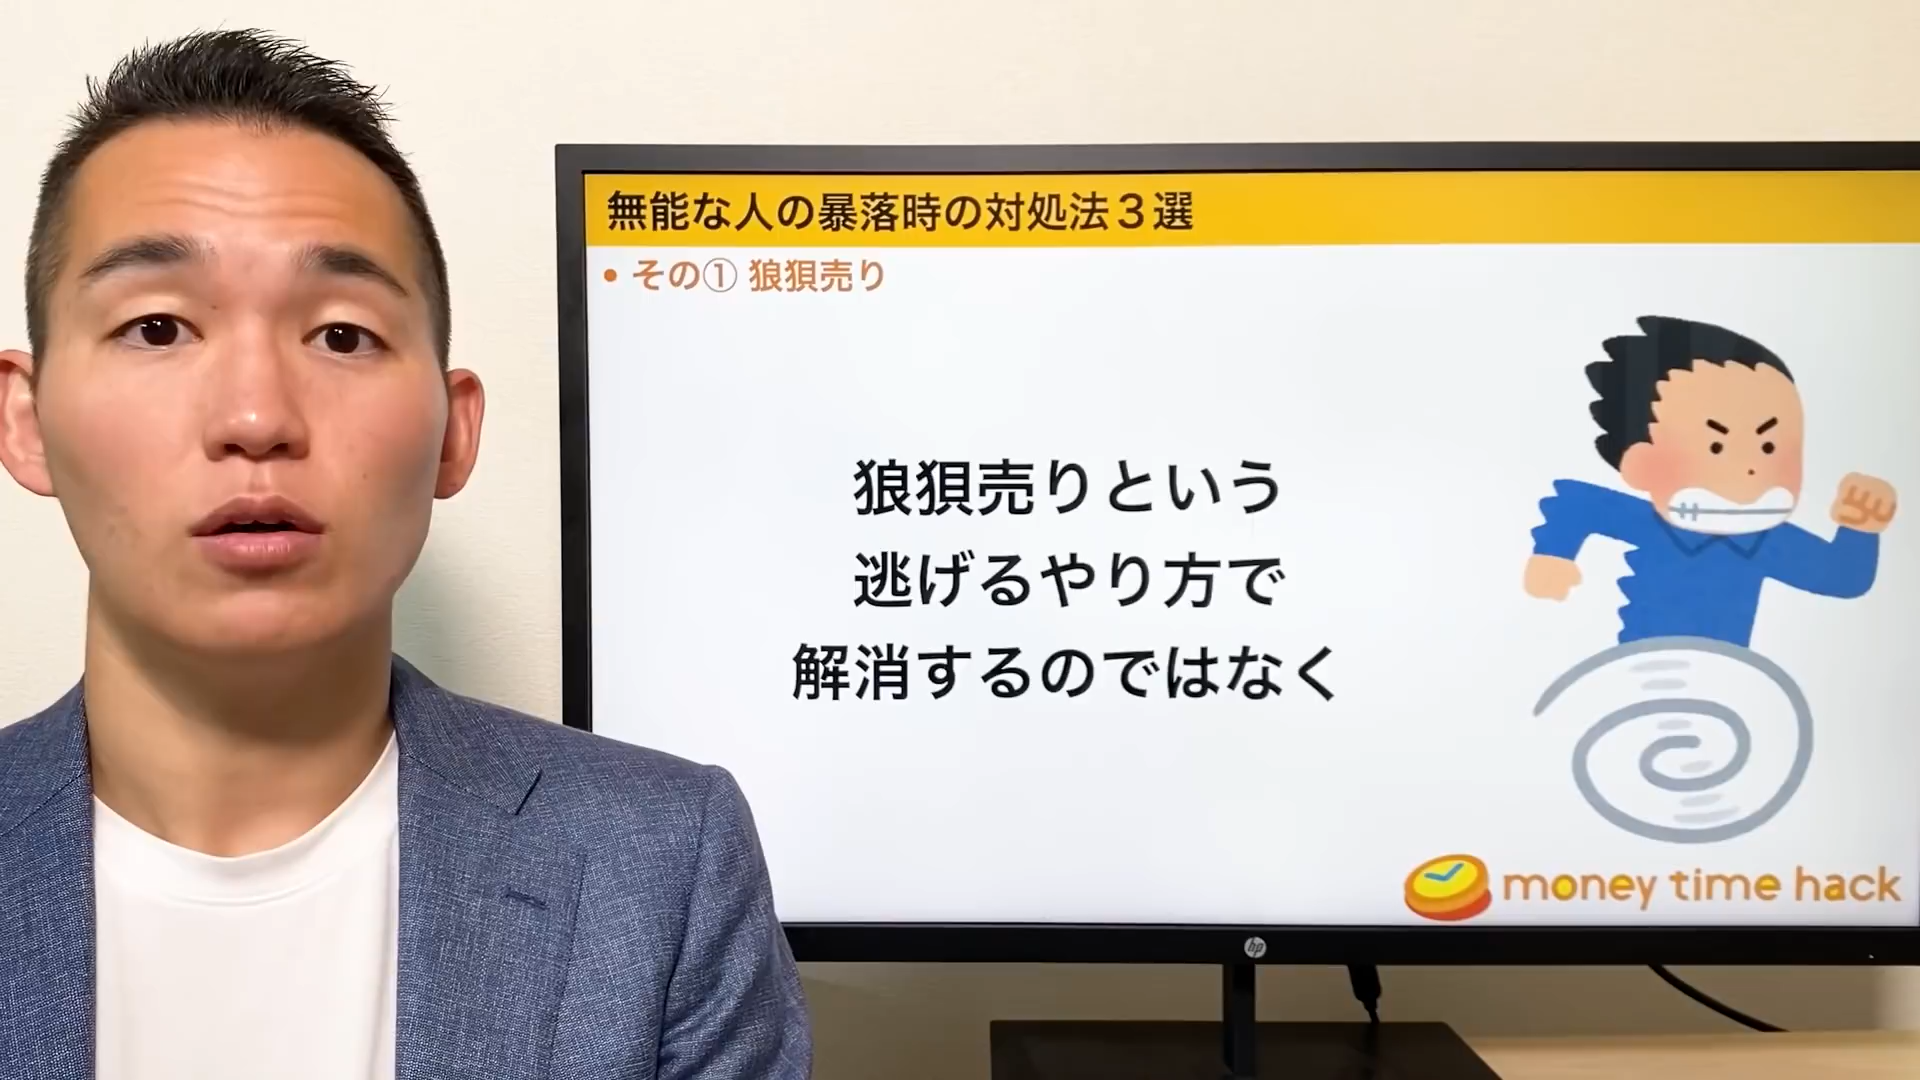 無能な人の暴落時の対処法３選
• その① 狼狽売り
狼狽売りという
逃げるやり方で
解消するのではなく
money time hack
hp